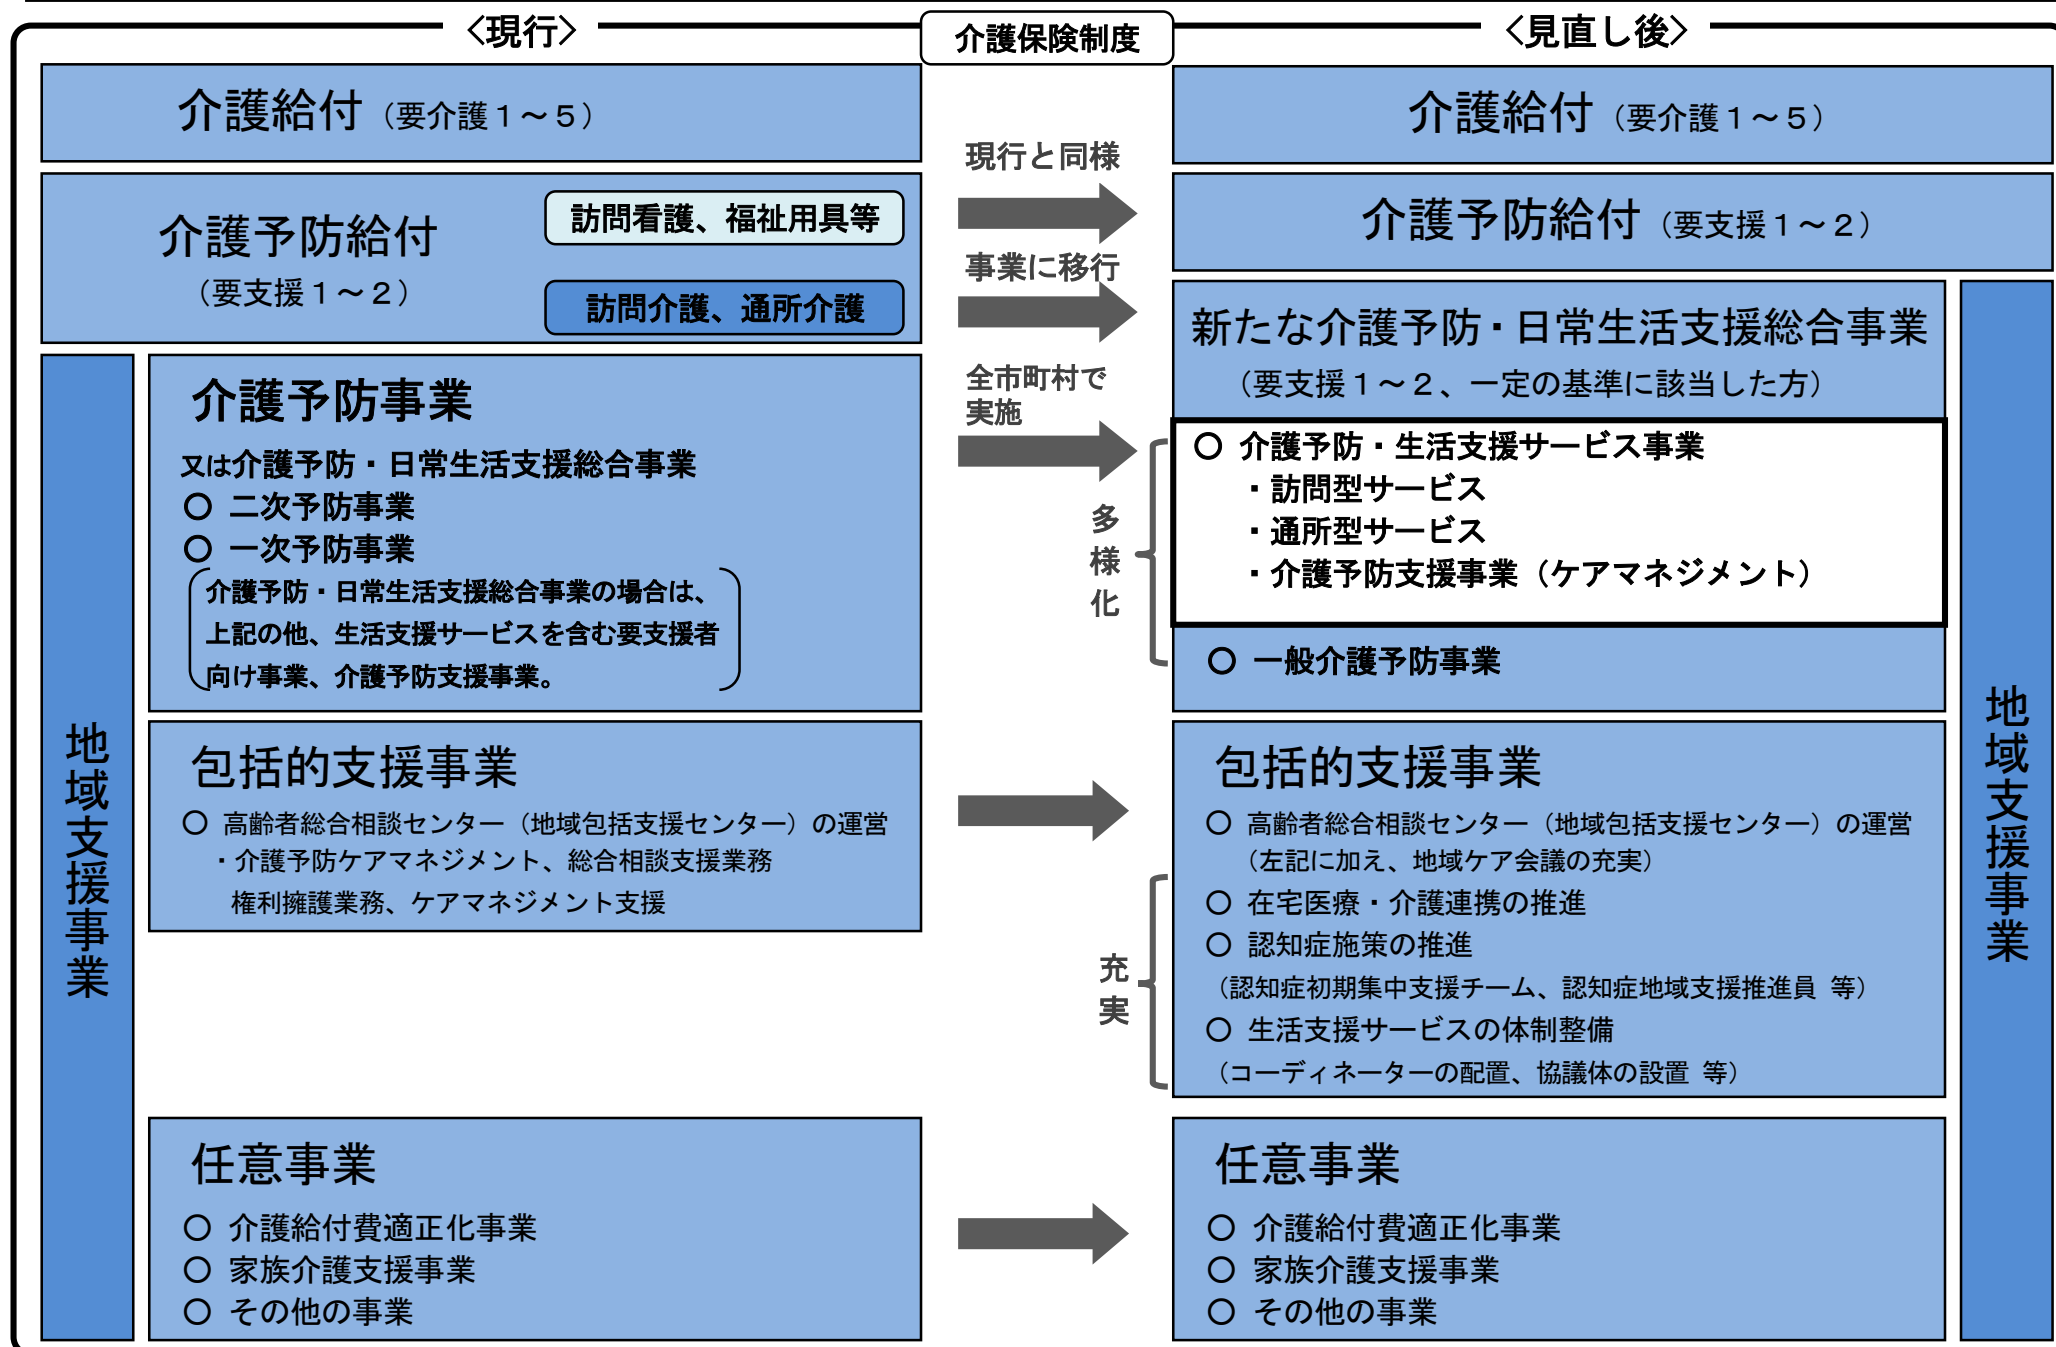 〈現行〉
介護保険制度
〈見直し後〉
介護給付（要介護１～５）
介護予防給付
（要支援１～２）
訪問看護、福祉用具等
訪問介護、通所介護
地域支援事業
介護予防事業
又は介護予防・日常生活支援総合事業
○ 二次予防事業
○ 一次予防事業
介護予防・日常生活支援総合事業の場合は、
上記の他、生活支援サービスを含む要支援者
向け事業、介護予防支援事業。
包括的支援事業
○ 高齢者総合相談センター（地域包括支援センター）の運営
・介護予防ケアマネジメント、総合相談支援業務
権利擁護業務、ケアマネジメント支援
任意事業
○ 介護給付費適正化事業
○ 家族介護支援事業
○ その他の事業
現行と同様
事業に移行
全市町村で
実施
多様化
充実
介護給付（要介護１～５）
介護予防給付（要支援１～２）
新たな介護予防・日常生活支援総合事業
（要支援１～２、一定の基準に該当した方）
○ 介護予防・生活支援サービス事業
・訪問型サービス
・通所型サービス
・介護予防支援事業（ケアマネジメント）
○ 一般介護予防事業
包括的支援事業
○ 高齢者総合相談センター（地域包括支援センター）の運営
（左記に加え、地域ケア会議の充実）
○ 在宅医療・介護連携の推進
○ 認知症施策の推進
（認知症初期集中支援チーム、認知症地域支援推進員 等）
○ 生活支援サービスの体制整備
（コーディネーターの配置、協議体の設置 等）
任意事業
○ 介護給付費適正化事業
○ 家族介護支援事業
○ その他の事業
地域支援事業